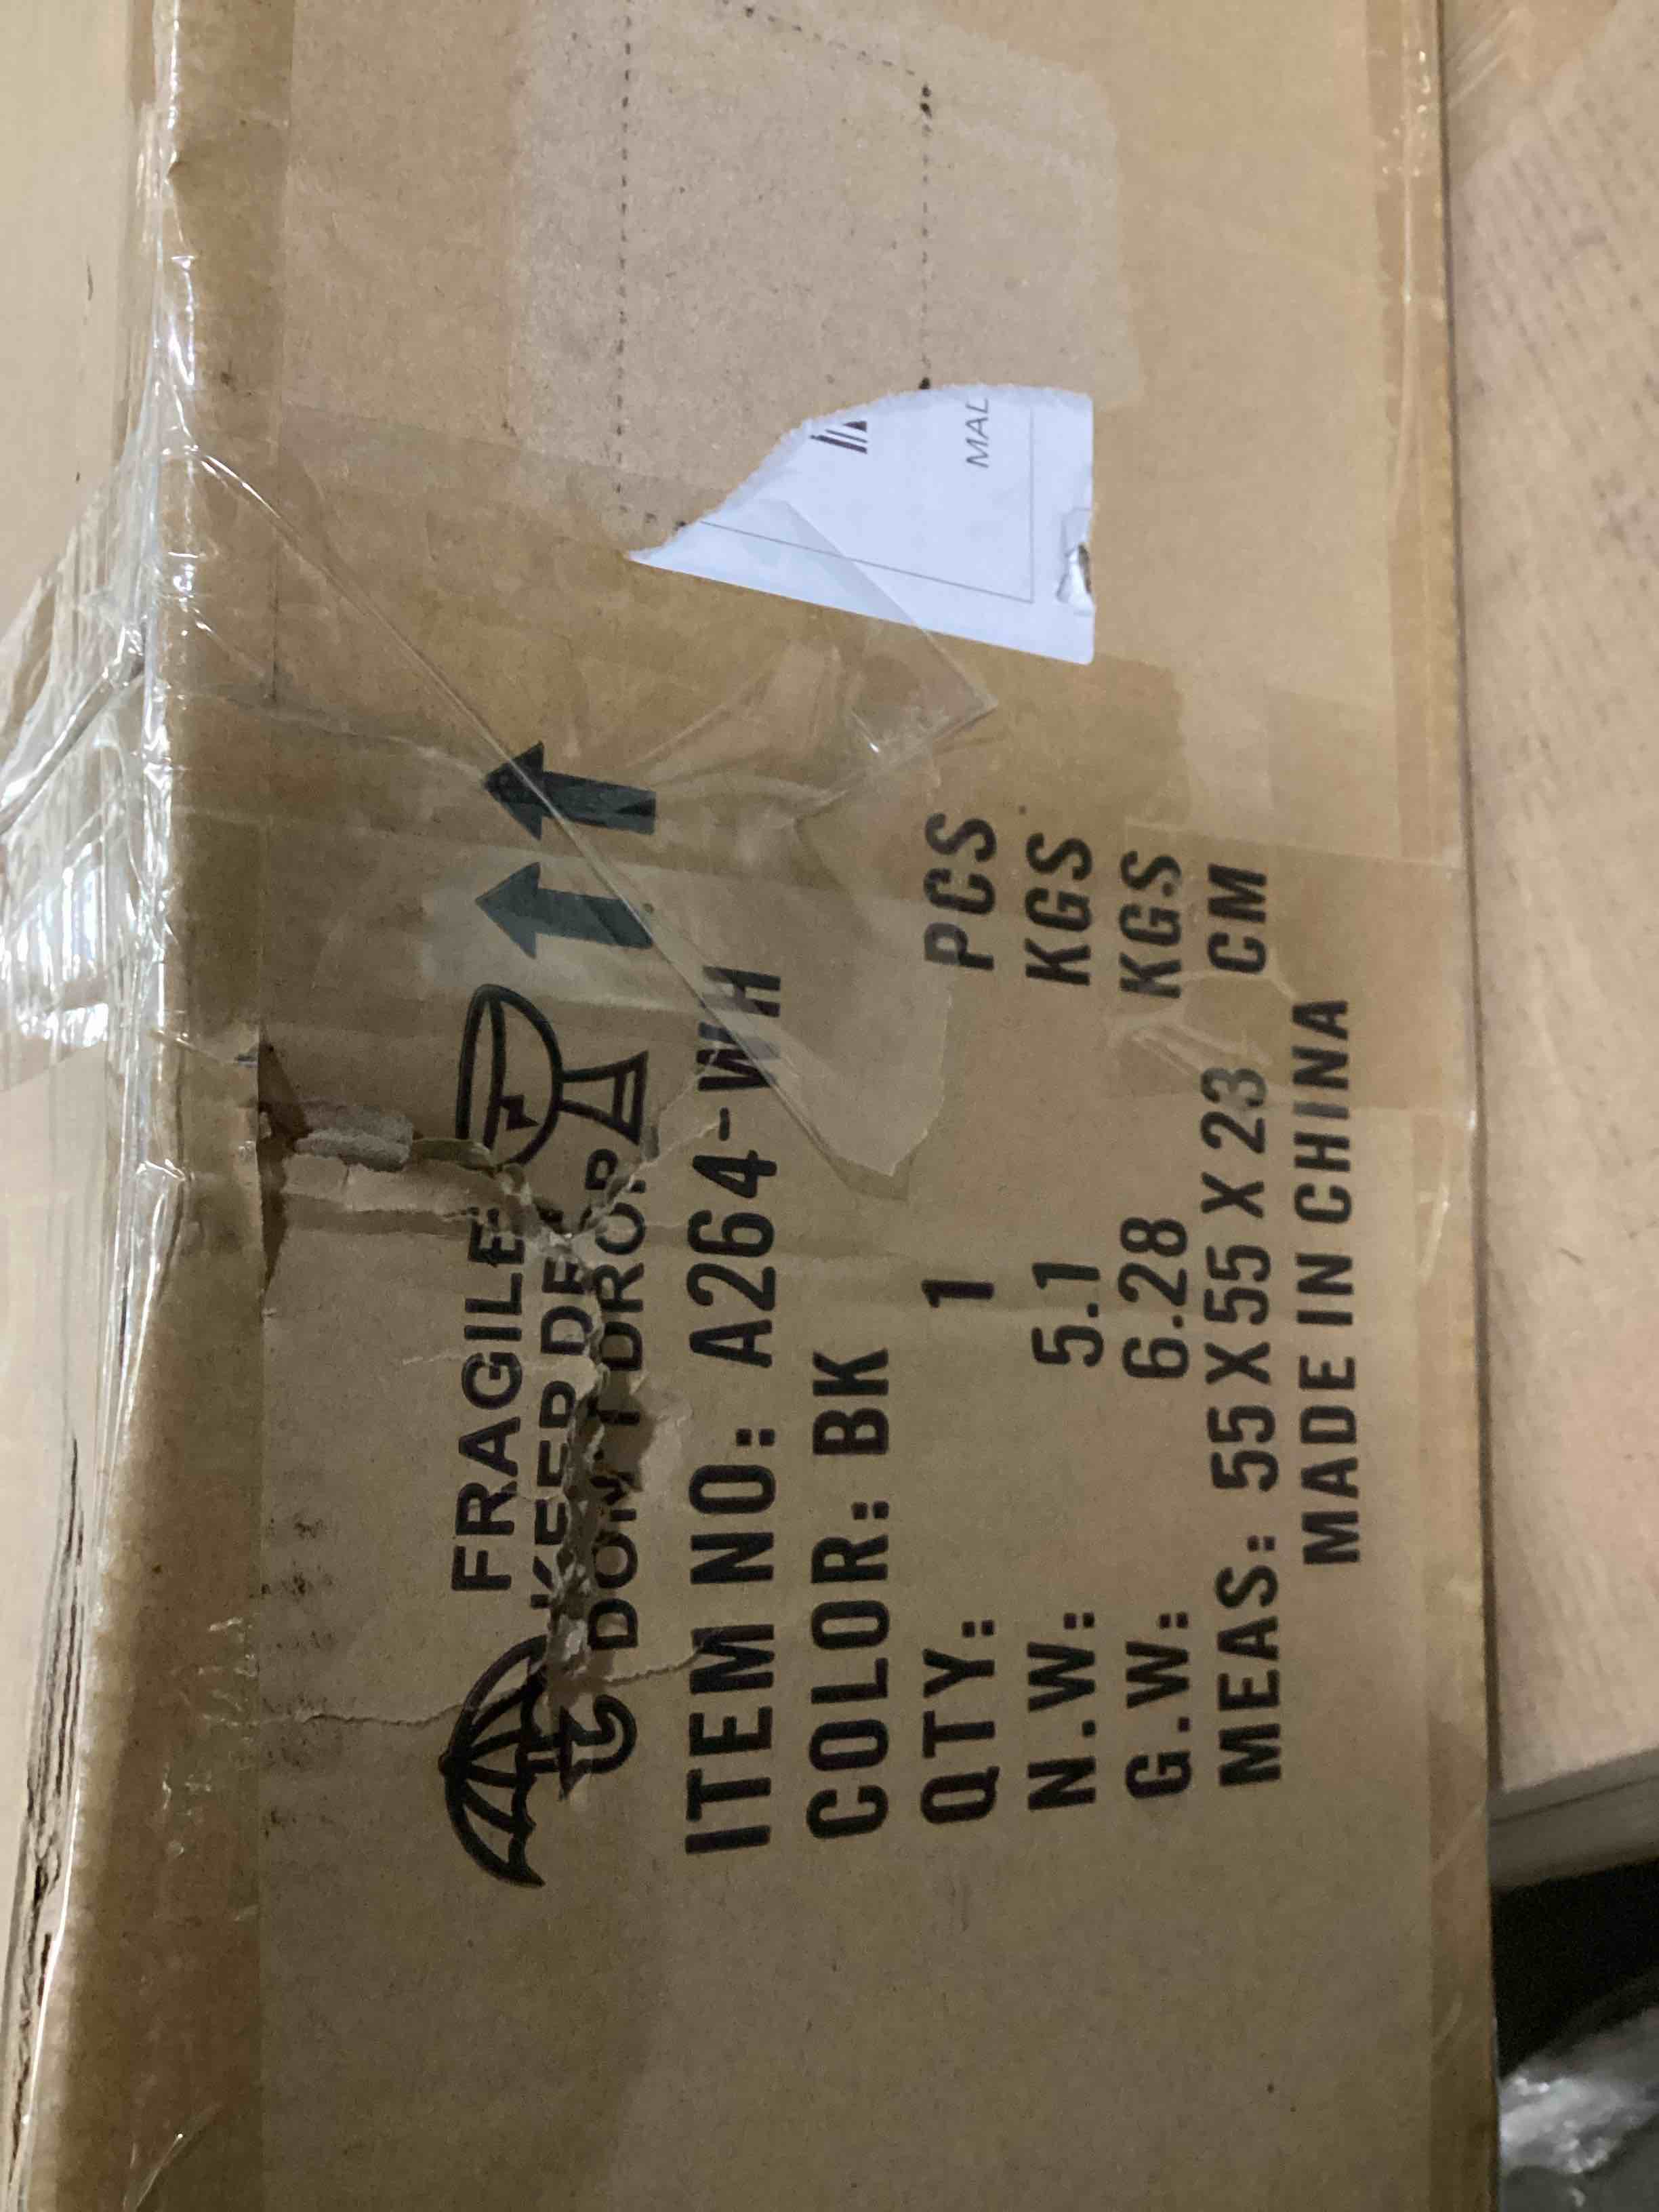 FRAGILE
KEEP DRY
DON'T DROP
ITEM NO: A264-WH
COLOR: BK
QTY: 1 PCS
N.W: 5.1 KGS
G.W: 6.28 KGS
MEAS: 55 X 55 X 23 CM
MADE IN CHINA
MAL